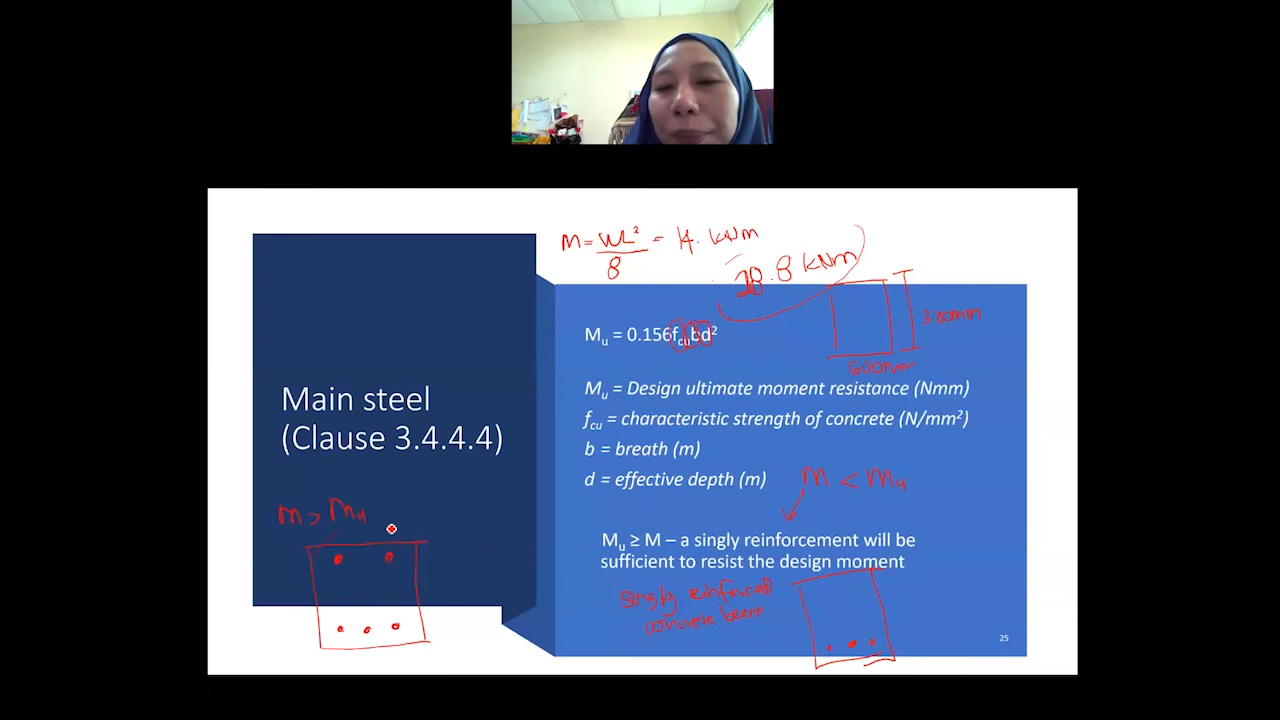 M = WL²/8 = 14. kNm
28.8 kNm
300mm
600mm
Mu = 0.156fcubd²
Mu = Design ultimate moment resistance (Nmm)
fcu = characteristic strength of concrete (N/mm²)
b = breath (m)
d = effective depth (m)
M < Mu
Main steel
(Clause 3.4.4.4)
M > Mu
Mu ≥ M – a singly reinforcement will be
sufficient to resist the design moment
singly reinforced
concrete beam
25